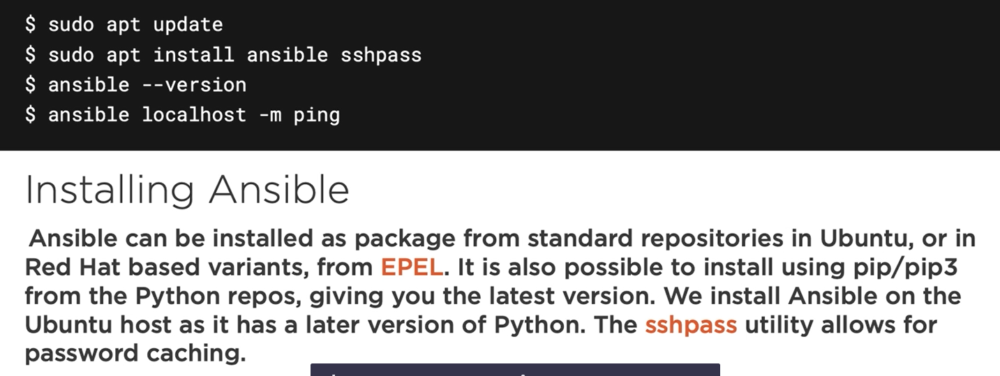 $ sudo apt update
$ sudo apt install ansible sshpass
$ ansible --version
$ ansible localhost -m ping
Installing Ansible
Ansible can be installed as package from standard repositories in Ubuntu, or in
Red Hat based variants, from EPEL. It is also possible to install using pip/pip3
from the Python repos, giving you the latest version. We install Ansible on the
Ubuntu host as it has a later version of Python. The sshpass utility allows for
password caching.